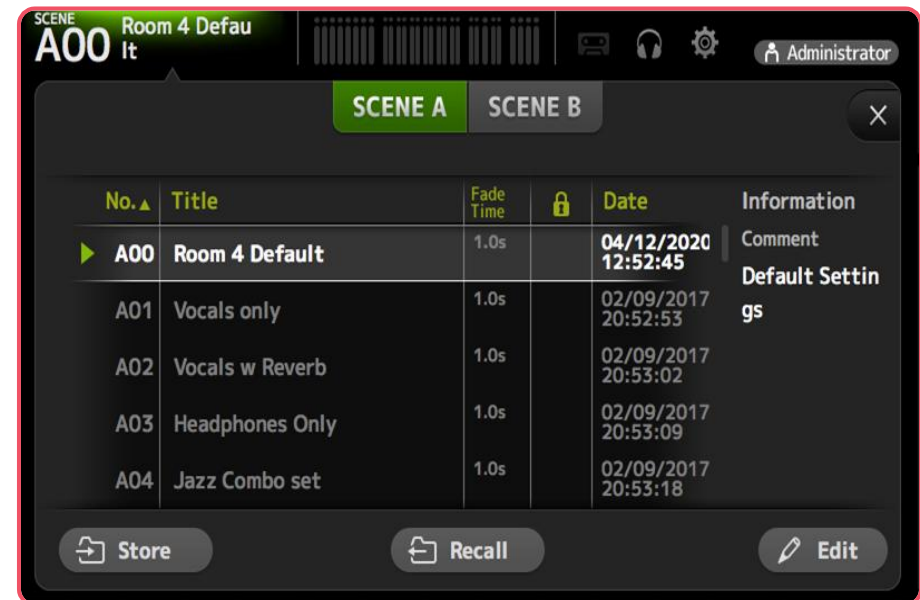 SCENE
A00 Room 4 Defau
lt
Administrator
SCENE A SCENE B
No. Title Fade Time Date Information
A00 Room 4 Default 1.0s 04/12/2020 12:52:45 Comment
Default Settin
gs
A01 Vocals only 1.0s 02/09/2017 20:52:53
A02 Vocals w Reverb 1.0s 02/09/2017 20:53:02
A03 Headphones Only 1.0s 02/09/2017 20:53:09
A04 Jazz Combo set 1.0s 02/09/2017 20:53:18
Store Recall Edit